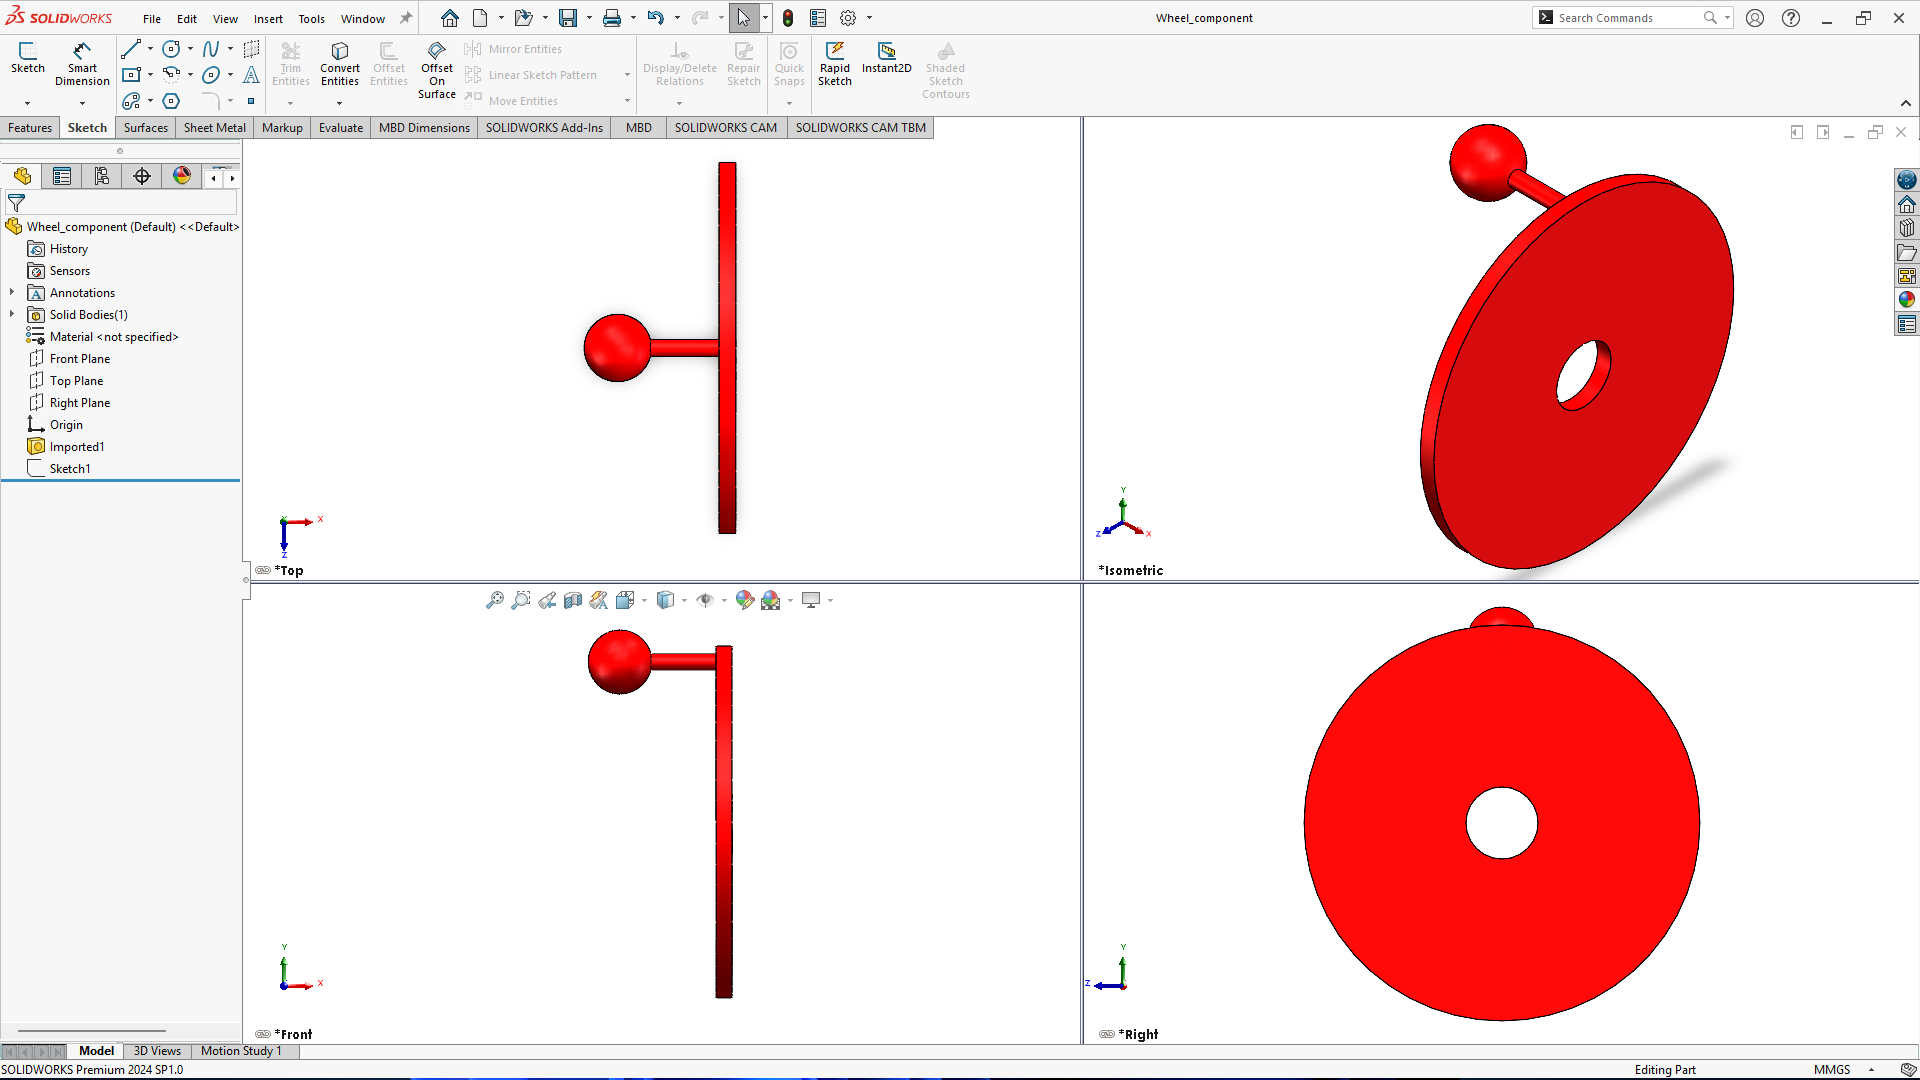 SOLIDWORKS File Edit View Insert Tools Window Wheel_component Search Commands
Sketch Smart Dimension Trim Entities Convert Entities Offset Entities Offset On Surface Mirror Entities Linear Sketch Pattern Move Entities Display/Delete Relations Repair Sketch Quick Snaps Rapid Sketch Instant2D Shaded Sketch Contours
Features Sketch Surfaces Sheet Metal Markup Evaluate MBD Dimensions SOLIDWORKS Add-Ins MBD SOLIDWORKS CAM SOLIDWORKS CAM TBM
Wheel_component (Default) <<Default>
History
Sensors
Annotations
Solid Bodies(1)
Material <not specified>
Front Plane
Top Plane
Right Plane
Origin
Imported1
Sketch1
X
Z
*Top
Y
Z
X
*Isometric
Y
X
*Front
Y
Z
*Right
Model 3D Views Motion Study 1
SOLIDWORKS Premium 2024 SP1.0 Editing Part MMGS